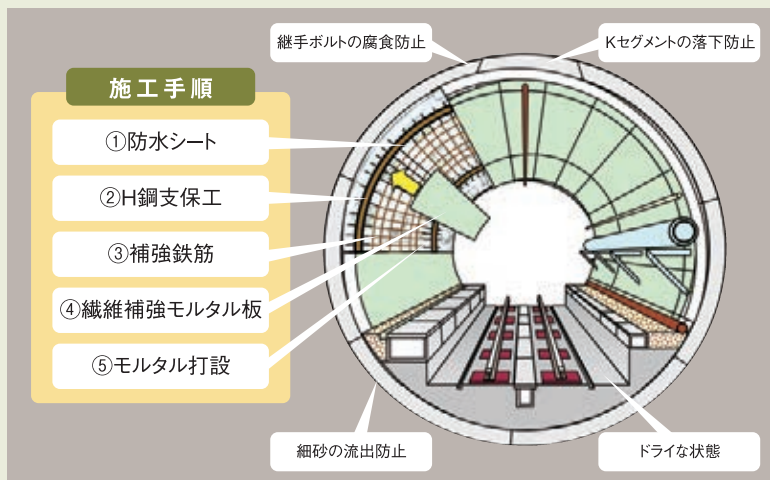 継手ボルトの腐食防止
Kセグメントの落下防止
施工手順
①防水シート
②H鋼支保工
③補強鉄筋
④繊維補強モルタル板
⑤モルタル打設
細砂の流出防止
ドライな状態